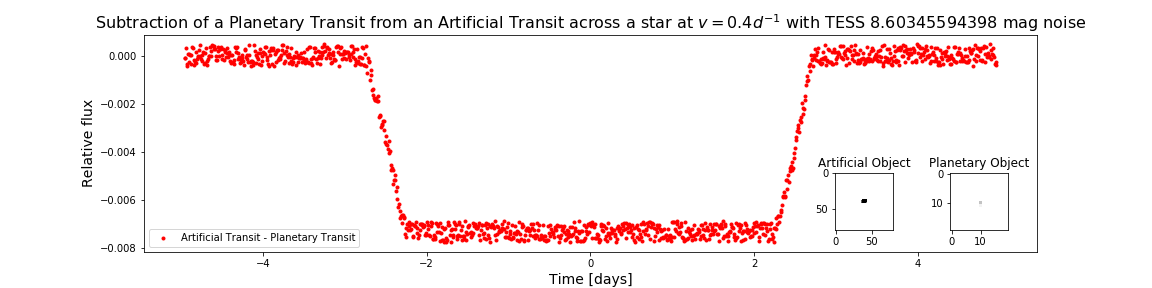 Subtraction of a Planetary Transit from an Artificial Transit across a star at v = 0.4d⁻¹ with TESS 8.60345594398 mag noise
Relative flux
0.000
−0.002
−0.004
−0.006
−0.008
Artificial Transit - Planetary Transit
Artificial Object
0
50
0 50
Planetary Object
0
10
0 10
−4 −2 0 2 4
Time [days]